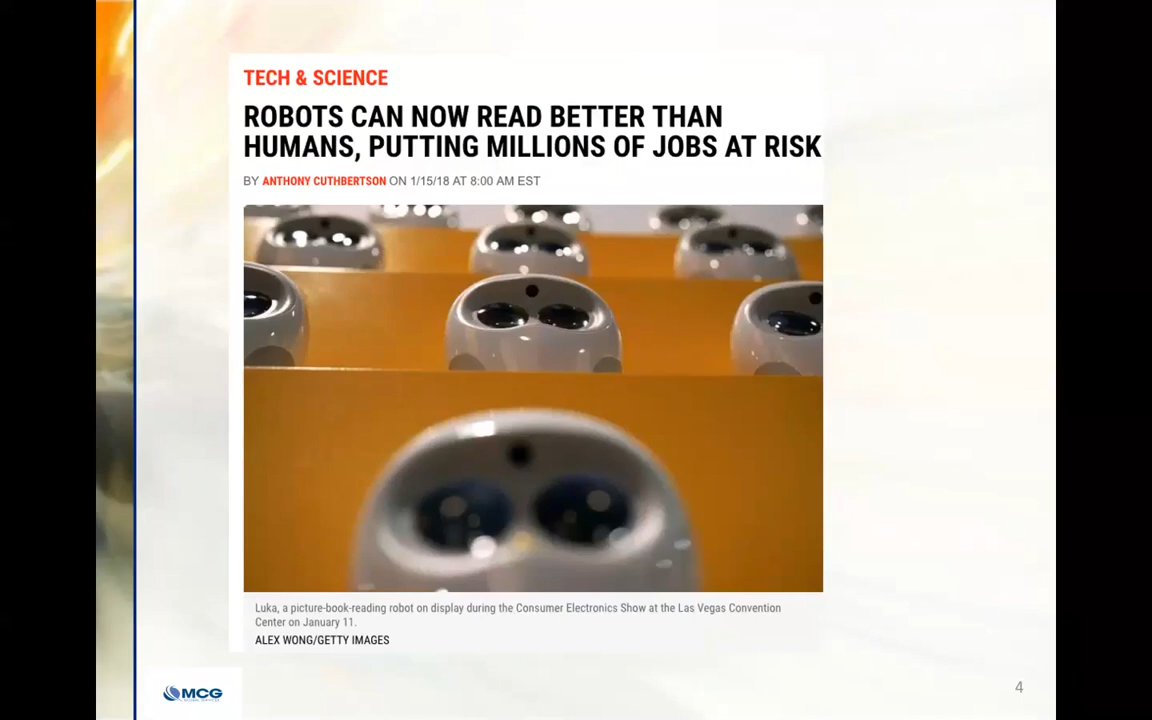 TECH & SCIENCE
ROBOTS CAN NOW READ BETTER THAN
HUMANS, PUTTING MILLIONS OF JOBS AT RISK
BY ANTHONY CUTHBERTSON ON 1/15/18 AT 8:00 AM EST
Luka, a picture-book-reading robot on display during the Consumer Electronics Show at the Las Vegas Convention
Center on January 11.
ALEX WONG/GETTY IMAGES
MCG
4